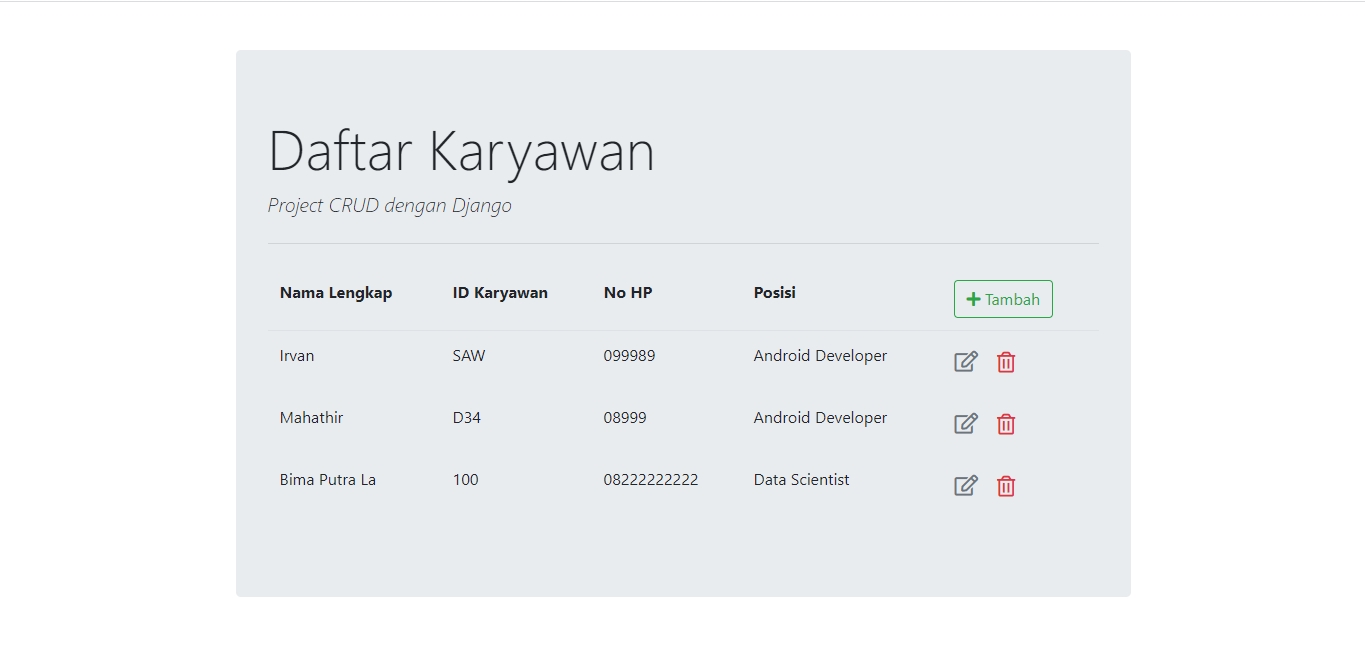 Daftar Karyawan
Project CRUD dengan Django
Nama Lengkap ID Karyawan No HP Posisi Tambah
Irvan SAW 099989 Android Developer
Mahathir D34 08999 Android Developer
Bima Putra La 100 08222222222 Data Scientist